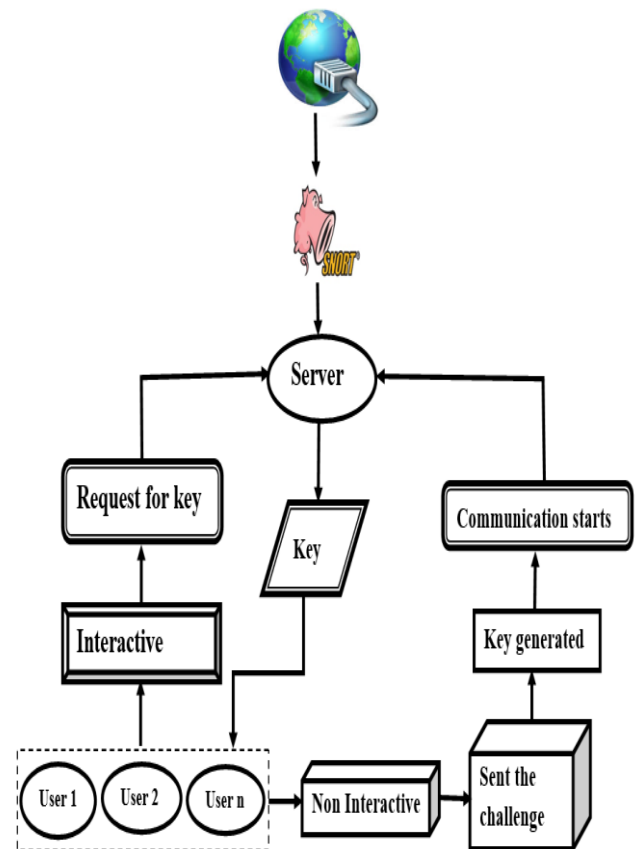 SNORT
Server
Request for key
Key
Communication starts
Interactive
Key generated
User 1
User 2
User n
Non Interactive
Sent the
challenge